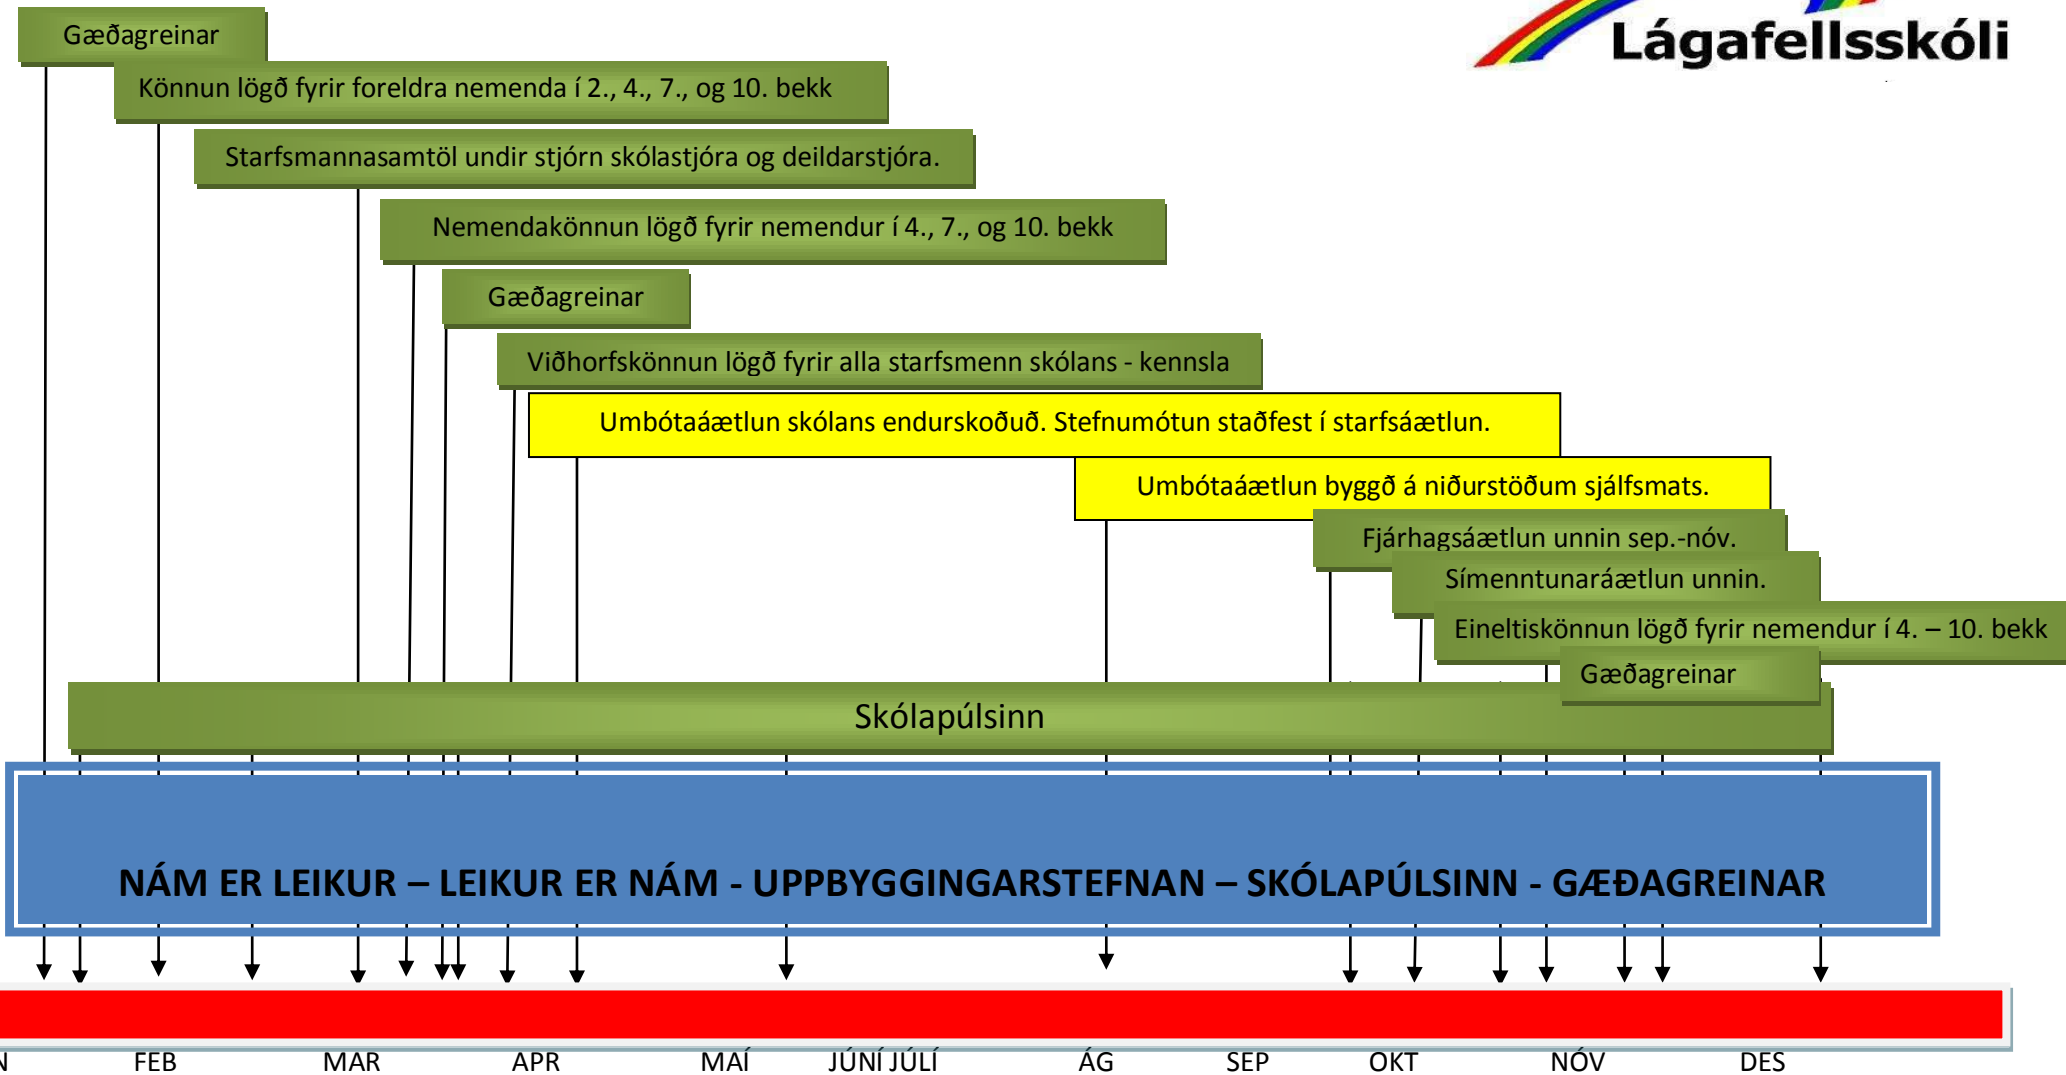 Gæðagreinar
Lágafellsskóli
Könnun lögð fyrir foreldra nemenda í 2., 4., 7., og 10. bekk
Starfsmannasamtöl undir stjórn skólastjóra og deildarstjóra.
Nemendakönnun lögð fyrir nemendur í 4., 7., og 10. bekk
Gæðagreinar
Viðhorfskönnun lögð fyrir alla starfsmenn skólans - kennsla
Umbótaáætlun skólans endurskoðuð. Stefnumótun staðfest í starfsáætlun.
Umbótaáætlun byggð á niðurstöðum sjálfsmats.
Fjárhagsáætlun unnin sep.-nóv.
Símenntunaráætlun unnin.
Eineltiskönnun lögð fyrir nemendur í 4. – 10. bekk
Gæðagreinar
Skólapúlsinn
NÁM ER LEIKUR – LEIKUR ER NÁM - UPPBYGGINGARSTEFNAN – SKÓLAPÚLSINN - GÆÐAGREINAR
FEB MAR APR MAÍ JÚNÍ JÚLÍ ÁG SEP OKT NÓV DES